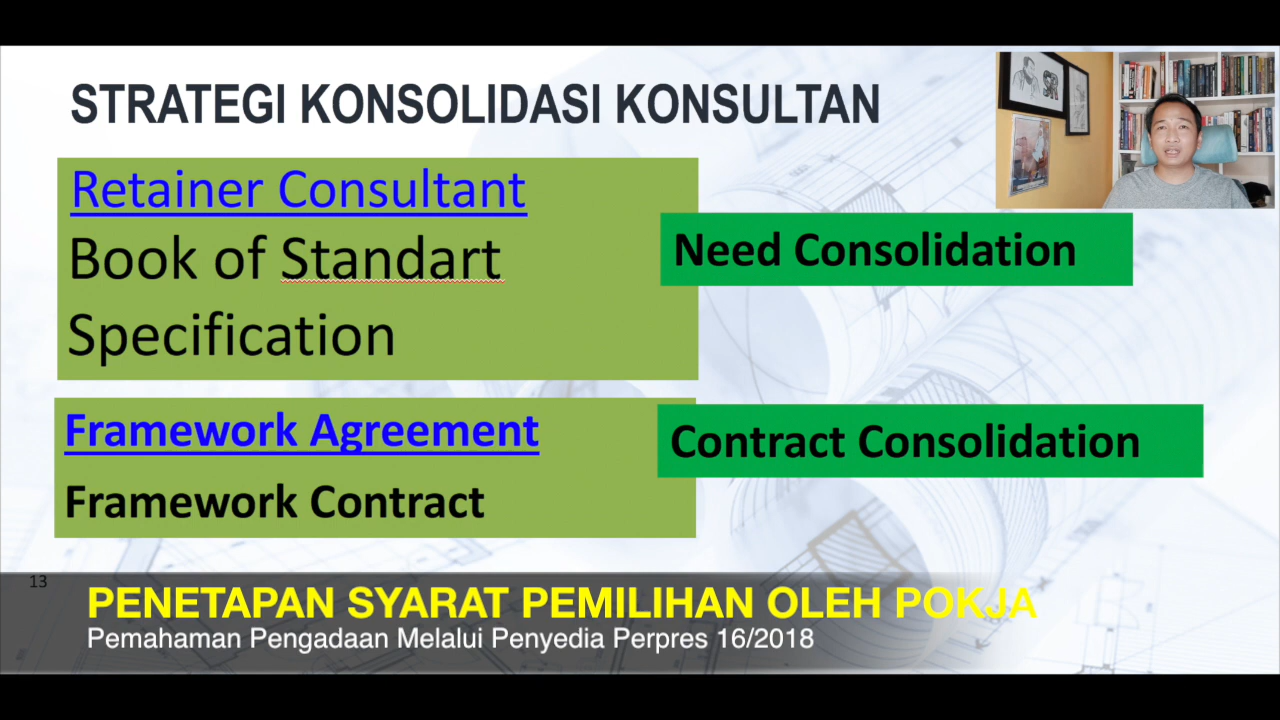 STRATEGI KONSOLIDASI KONSULTAN
Retainer Consultant
Book of Standart
Specification
Need Consolidation
Framework Agreement
Framework Contract
Contract Consolidation
13
PENETAPAN SYARAT PEMILIHAN OLEH POKJA
Pemahaman Pengadaan Melalui Penyedia Perpres 16/2018